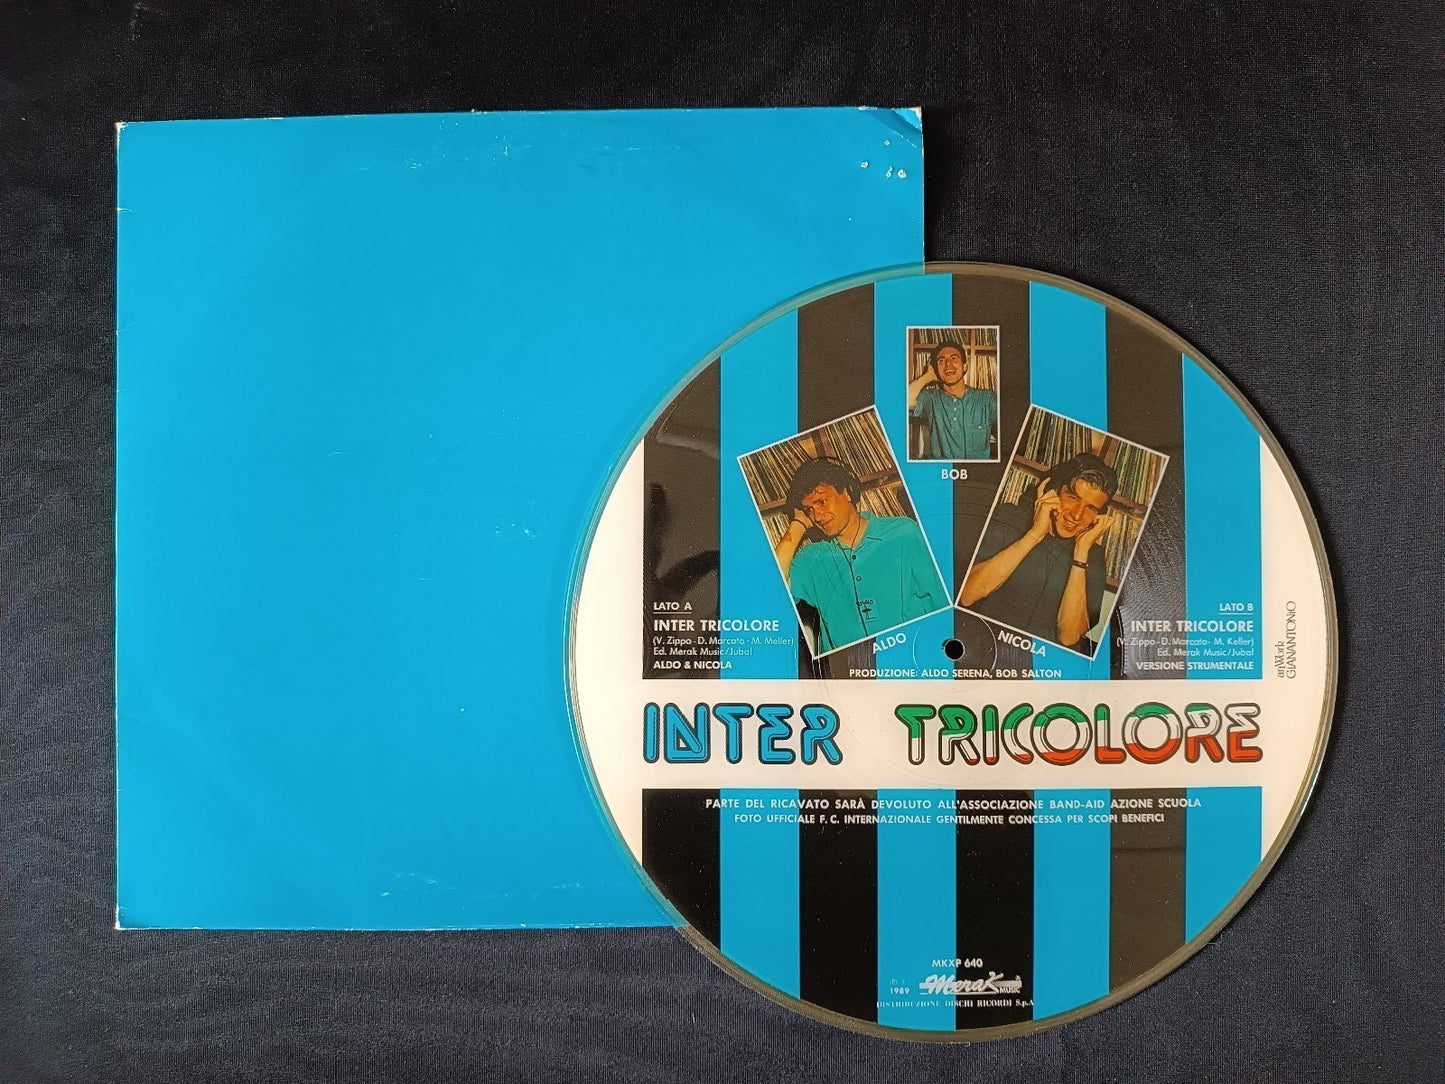 BOB
ALDO
NICOLA
LATO A
INTER TRICOLORE
(V. Zippo - D. Marcato - M. Meller)
Ed. Merak Music/Jubal
ALDO & NICOLA
LATO B
INTER TRICOLORE
(V. Zippo - D. Marcato - M. Keller)
Ed. Merak Music/Jubal
VERSIONE STRUMENTALE
PRODUZIONE: ALDO SERENA, BOB SALTON
GIANANTONIO
INTER TRICOLORE
PARTE DEL RICAVATO SARÀ DEVOLUTO ALL'ASSOCIAZIONE BAND-AID AZIONE SCUOLA
FOTO UFFICIALE F.C. INTERNAZIONALE GENTILMENTE CONCESSA PER SCOPI BENEFICI
MKXP 640
℗ © 1989 Merak MUSIC
DISTRIBUZIONE DISCHI RICORDI S.p.A